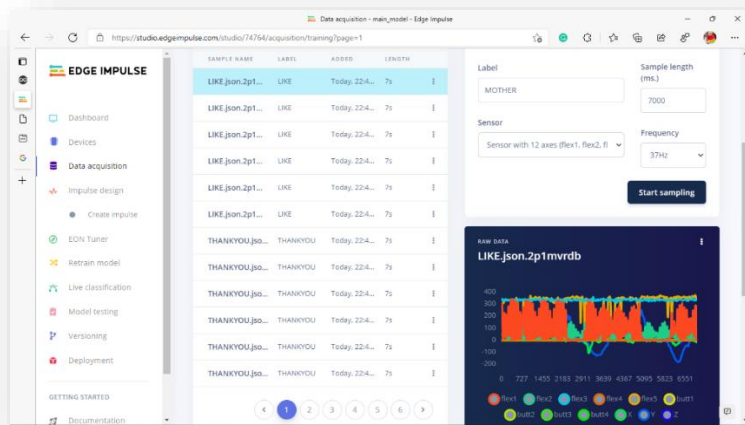 Data acquisition - main_model - Edge Impulse
https://studio.edgeimpulse.com/studio/74764/acquisition/training?page=1
EDGE IMPULSE
Dashboard
Devices
Data acquisition
Impulse design
Create impulse
EON Tuner
Retrain model
Live classification
Model testing
Versioning
Deployment
GETTING STARTED
Documentation
SAMPLE NAME LABEL ADDED LENGTH
LIKE.json.2p1... LIKE Today, 22:4... 7s
LIKE.json.2p1... LIKE Today, 22:4... 7s
LIKE.json.2p1... LIKE Today, 22:4... 7s
LIKE.json.2p1... LIKE Today, 22:4... 7s
LIKE.json.2p1... LIKE Today, 22:4... 7s
LIKE.json.2p1... LIKE Today, 22:4... 7s
THANKYOU.jso... THANKYOU Today, 22:4... 7s
THANKYOU.jso... THANKYOU Today, 22:4... 7s
THANKYOU.jso... THANKYOU Today, 22:4... 7s
THANKYOU.jso... THANKYOU Today, 22:4... 7s
THANKYOU.jso... THANKYOU Today, 22:4... 7s
THANKYOU.jso... THANKYOU Today, 22:4... 7s
1 2 3 4 5 6
Label
MOTHER
Sample length (ms.)
7000
Sensor
Sensor with 12 axes (flex1, flex2, fl
Frequency
37Hz
Start sampling
RAW DATA
LIKE.json.2p1mvrdb
400
300
200
100
0
-100
-200
0 727 1455 2183 2911 3639 4367 5095 5823 6551
flex1 flex2 flex3 flex4 flex5 butt1
butt2 butt3 butt4 X Y Z